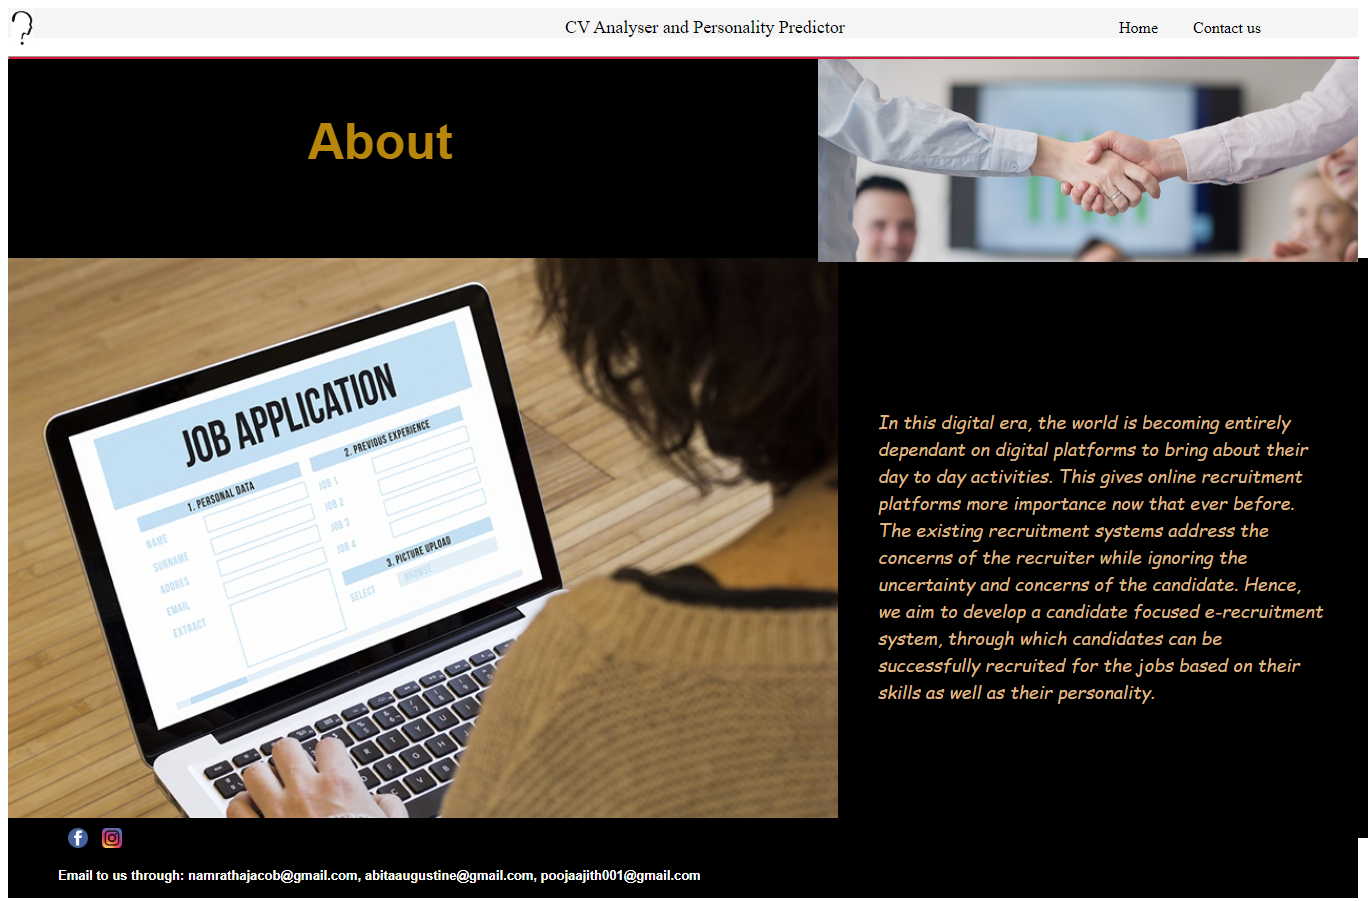 CV Analyser and Personality Predictor
Home
Contact us
About
JOB APPLICATION
1. PERSONAL DATA
NAME
SURNAME
ADDRES
EMAIL
EXTRACT
2. PREVIOUS EXPERIENCE
JOB 1
JOB 2
JOB 3
JOB 4
3. PICTURE UPLOAD
SELECT
BROWSE
In this digital era, the world is becoming entirely
dependant on digital platforms to bring about their
day to day activities. This gives online recruitment
platforms more importance now that ever before.
The existing recruitment systems address the
concerns of the recruiter while ignoring the
uncertainty and concerns of the candidate. Hence,
we aim to develop a candidate focused e-recruitment
system, through which candidates can be
successfully recruited for the jobs based on their
skills as well as their personality.
Email to us through: namrathajacob@gmail.com, abitaaugustine@gmail.com, poojaajith001@gmail.com